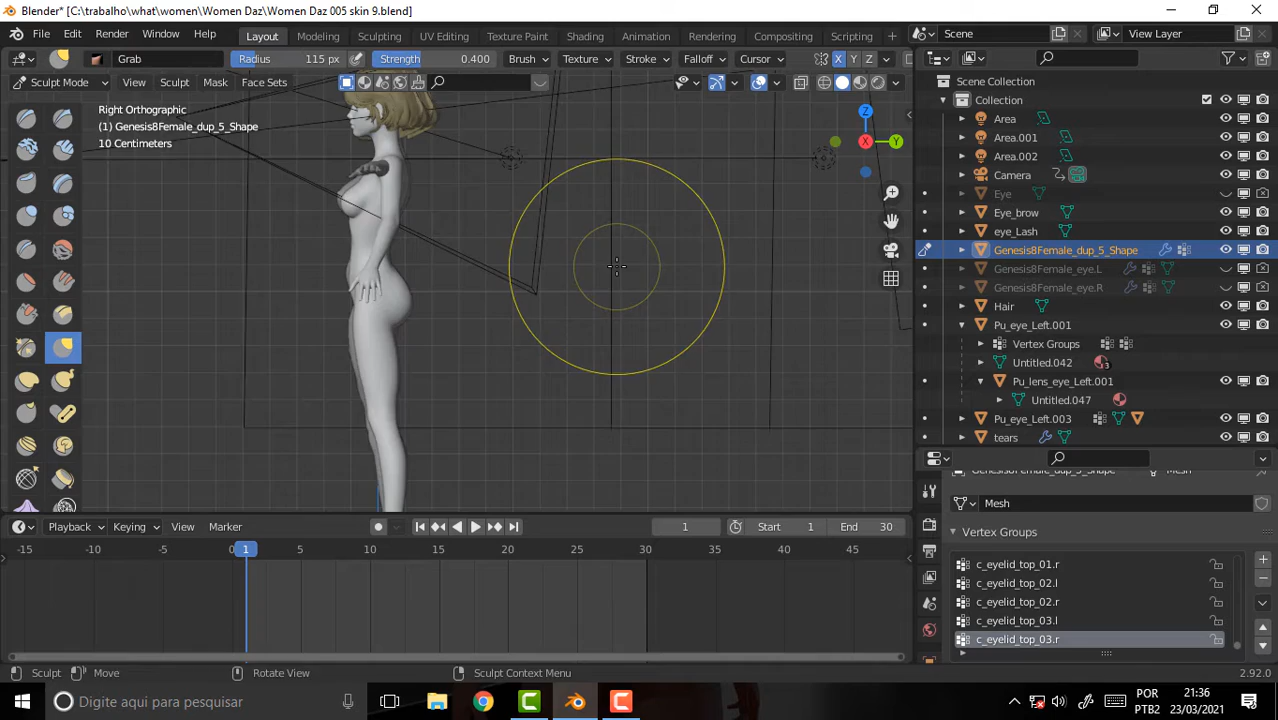 Blender* [C:\trabalho\what\women\Women Daz\Women Daz 005 skin 9.blend]
File Edit Render Window Help Layout Modeling Sculpting UV Editing Texture Paint Shading Animation Rendering Compositing Scripting Scene View Layer
Grab Radius 115 px Strength 0.400 Brush Texture Stroke Falloff Cursor X Y Z
Sculpt Mode View Sculpt Mask Face Sets
Right Orthographic
(1) Genesis8Female_dup_5_Shape
10 Centimeters
Z
X Y
Scene Collection
Collection
Area
Area.001
Area.002
Camera
Eye
Eye_brow
eye_Lash
Genesis8Female_dup_5_Shape
Genesis8Female_eye.L
Genesis8Female_eye.R
Hair
Pu_eye_Left.001
Vertex Groups
Untitled.042 3
Pu_lens_eye_Left.001
Untitled.047
Pu_eye_Left.003
tears
Genesis8Female_dup_5_Shape Mesh
Mesh
Vertex Groups
c_eyelid_top_01.r
c_eyelid_top_02.l
c_eyelid_top_02.r
c_eyelid_top_03.l
c_eyelid_top_03.r
Playback Keying View Marker 1 Start 1 End 30
-15 -10 -5 0 1 5 10 15 20 25 30 35 40 45
Sculpt Move Rotate View Sculpt Context Menu 2.92.0
Digite aqui para pesquisar
POR
PTB2
21:36
23/03/2021